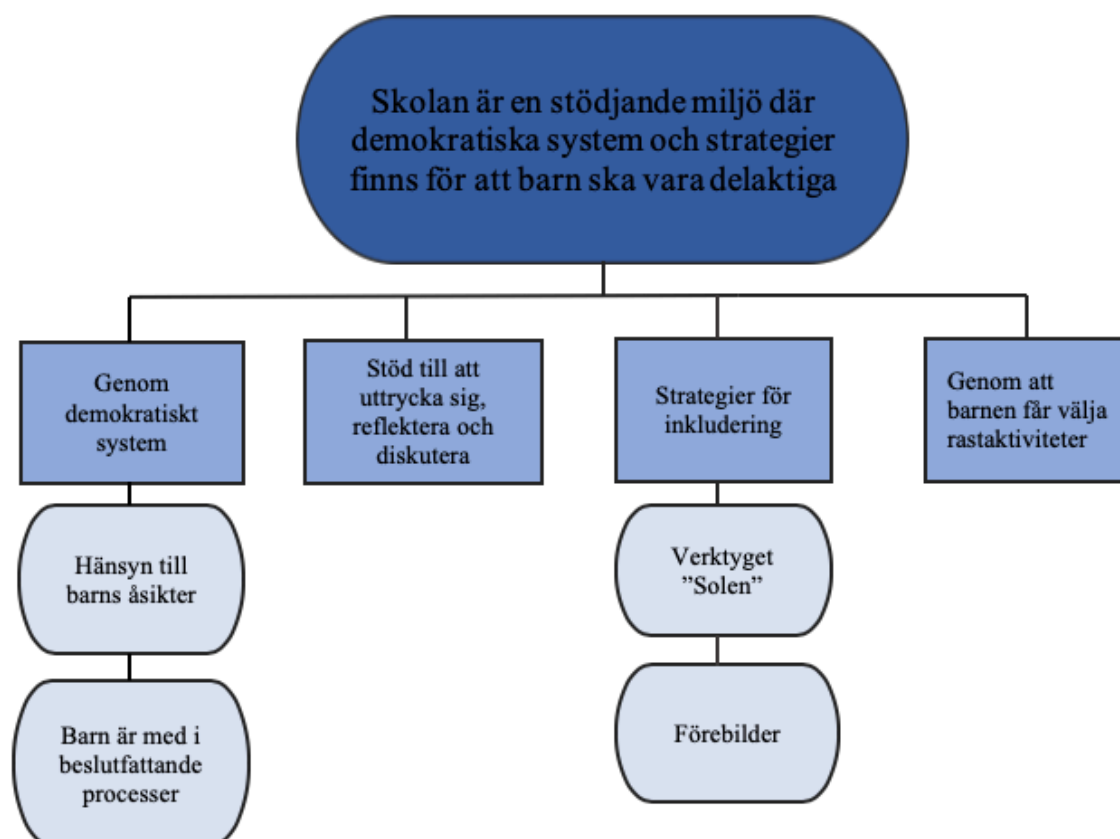 Skolan är en stödjande miljö där
demokratiska system och strategier
finns för att barn ska vara delaktiga
Genom
demokratiskt
system
Stöd till att
uttrycka sig,
reflektera och
diskutera
Strategier för
inkludering
Genom att
barnen får välja
rastaktiviteter
Hänsyn till
barns åsikter
Verktyget
”Solen”
Barn är med i
beslutfattande
processer
Förebilder